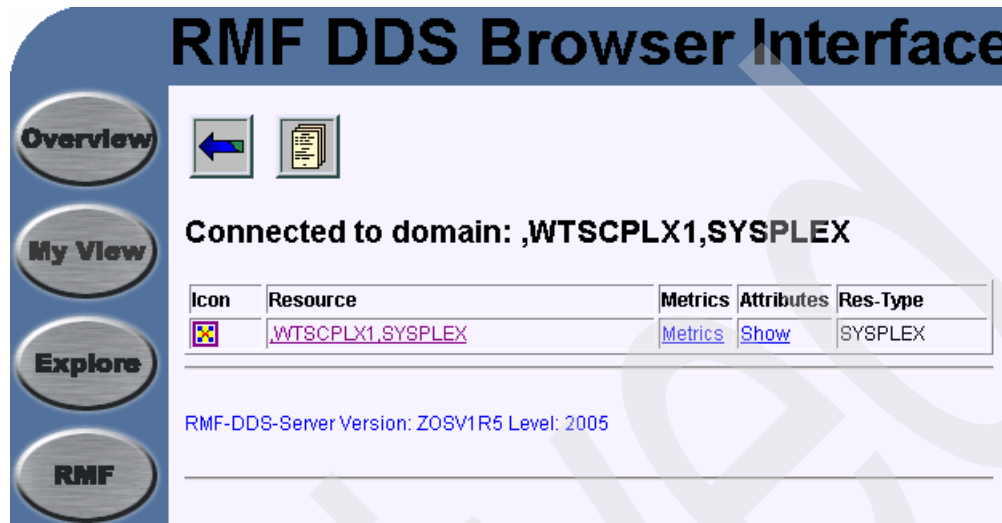 RMF DDS Browser Interface
Overview
My View
Explore
RMF
Connected to domain: ,WTSCPLX1,SYSPLEX
Icon Resource Metrics Attributes Res-Type
,WTSCPLX1,SYSPLEX Metrics Show SYSPLEX
RMF-DDS-Server Version: ZOSV1R5 Level: 2005